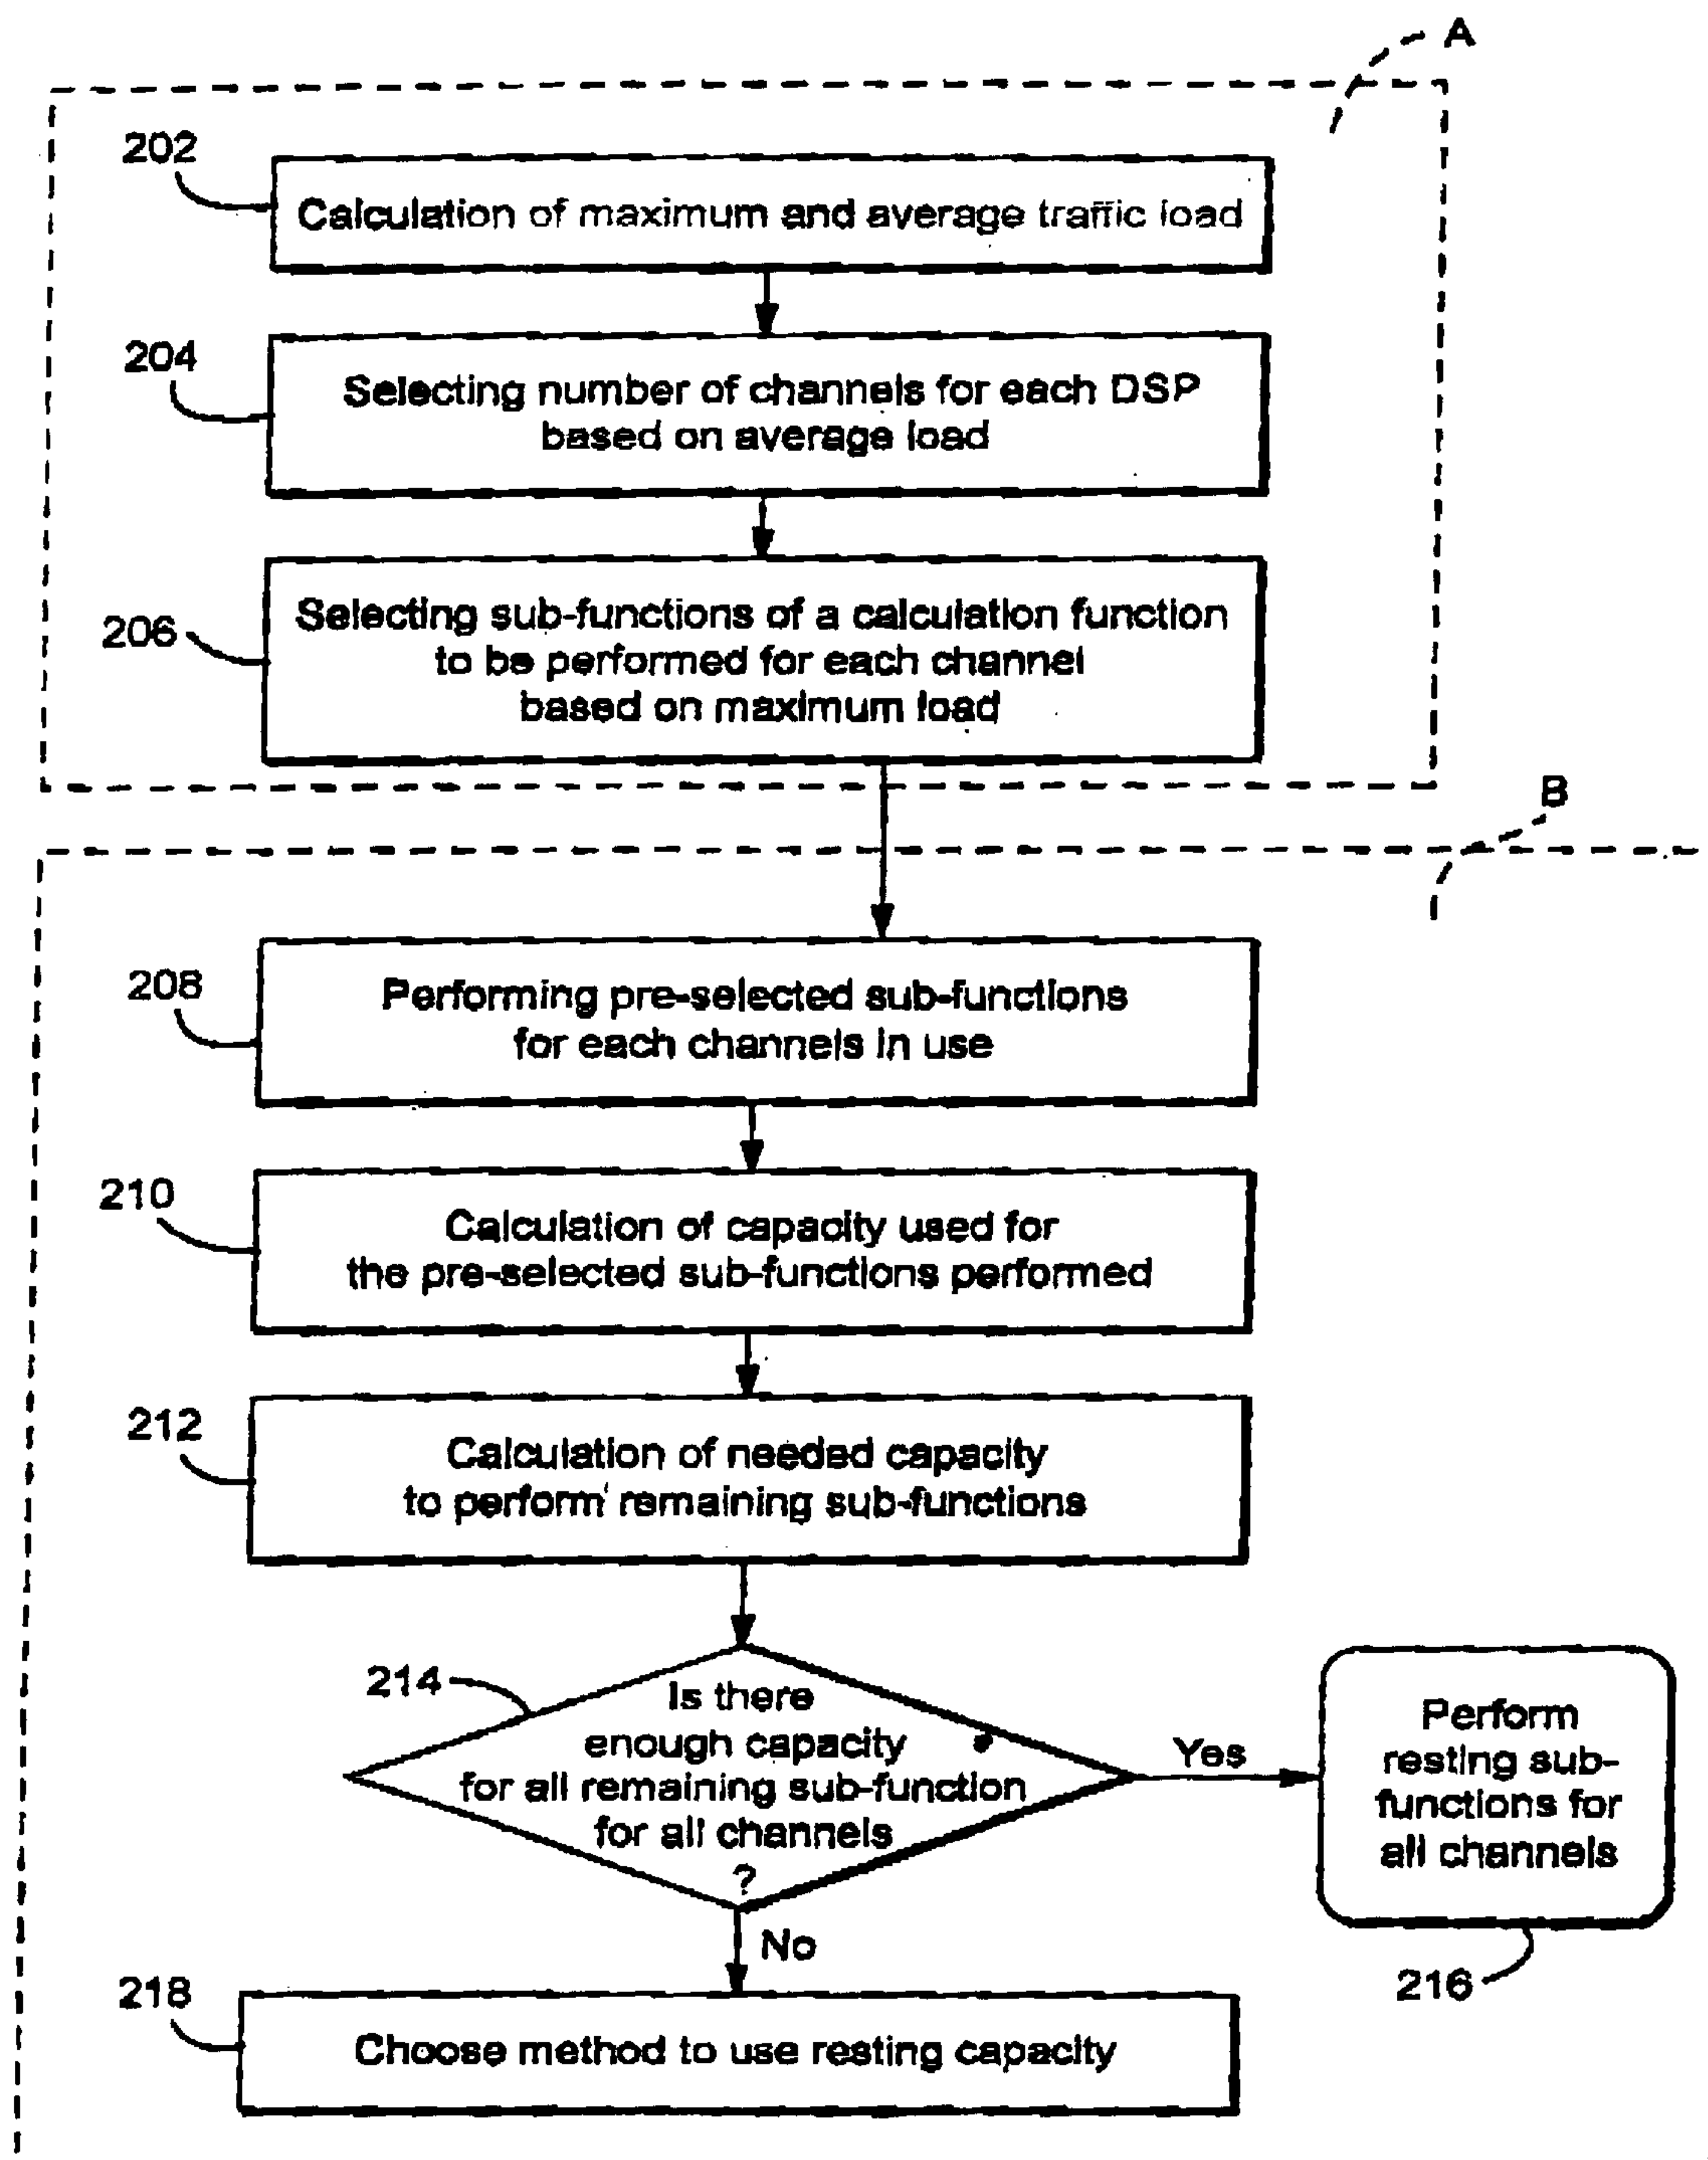 A
202
Calculation of maximum and average traffic load
204
Selecting number of channels for each DSP
based on average load
206
Selecting sub-functions of a calculation function
to be performed for each channel
based on maximum load
B
208
Performing pre-selected sub-functions
for each channels in use
210
Calculation of capacity used for
the pre-selected sub-functions performed
212
Calculation of needed capacity
to perform remaining sub-functions
214
Is there
enough capacity
for all remaining sub-function
for all channels
?
Yes
Perform
resting sub-
functions for
all channels
216
No
218
Choose method to use resting capacity